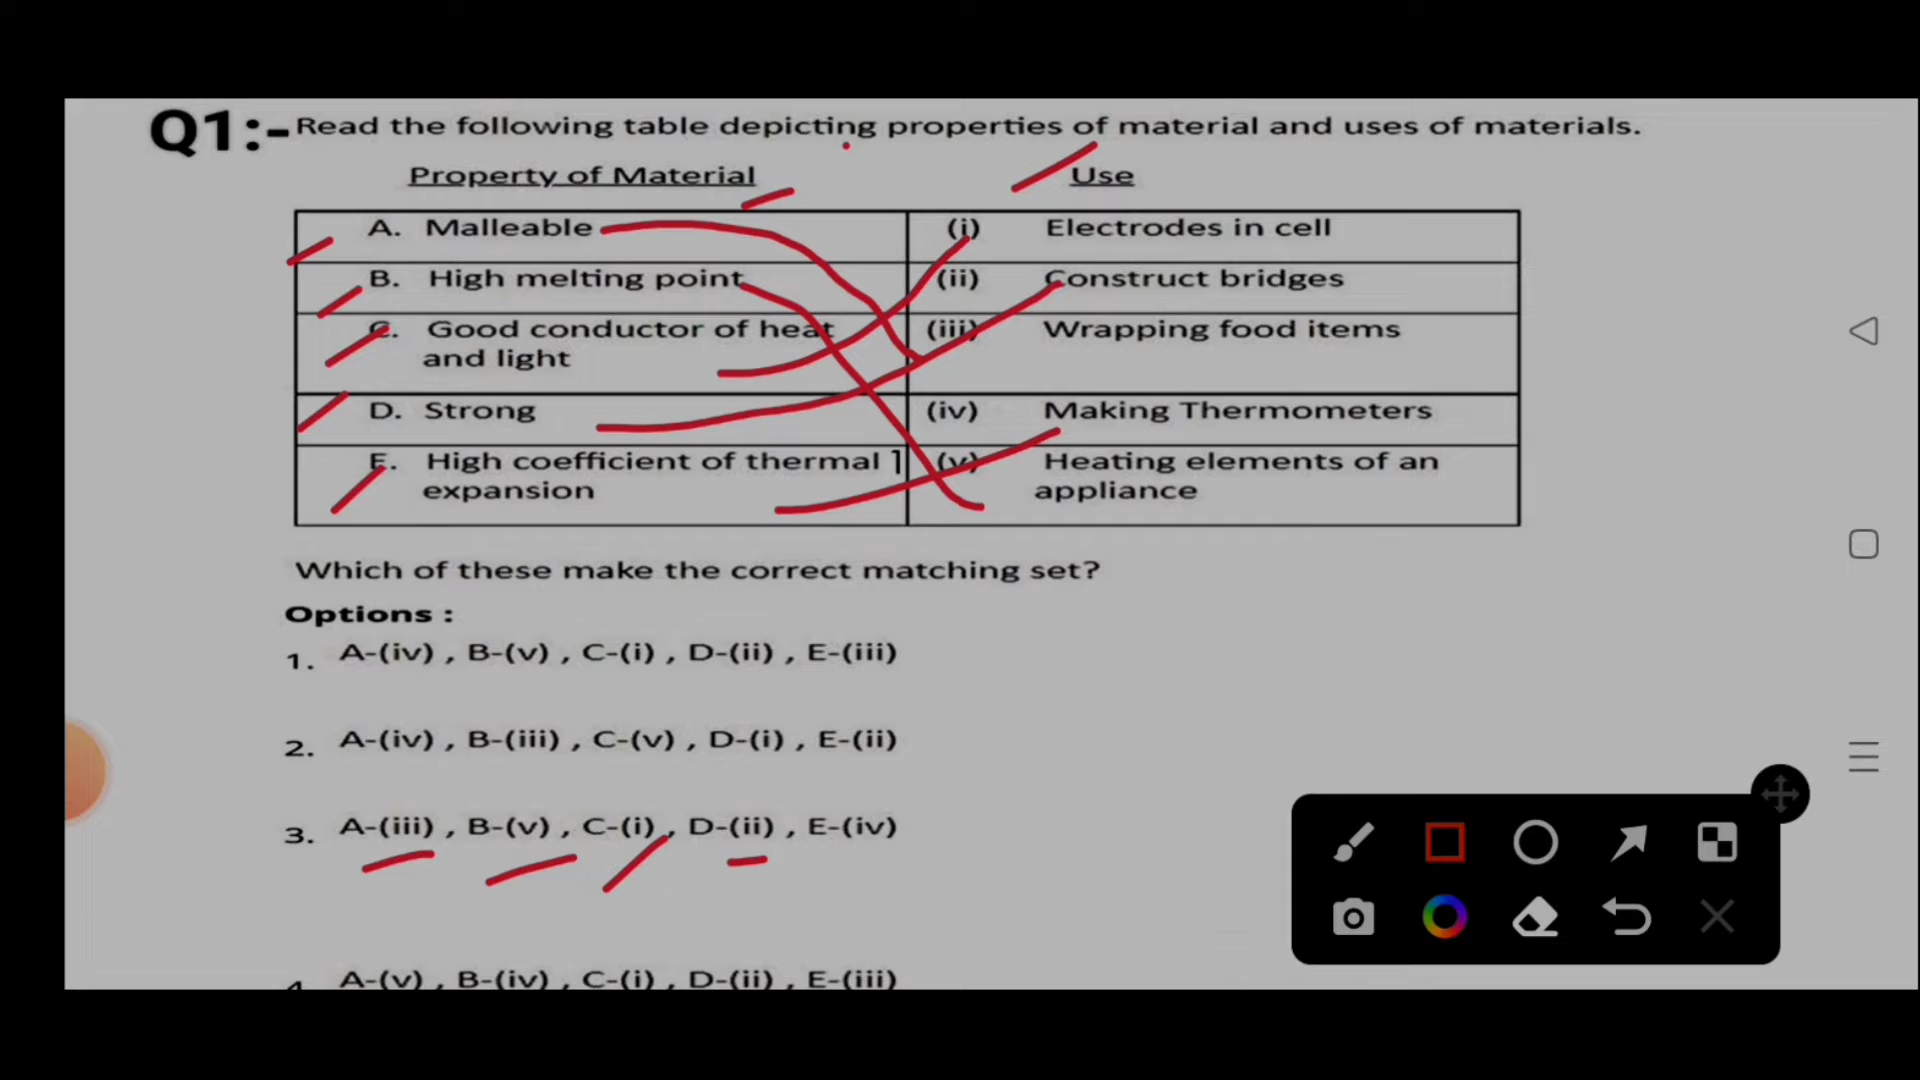 Q1:- Read the following table depicting properties of material and uses of materials.
Property of Material Use
A. Malleable (i) Electrodes in cell
B. High melting point (ii) Construct bridges
C. Good conductor of heat (iii) Wrapping food items
and light
D. Strong (iv) Making Thermometers
E. High coefficient of thermal (v) Heating elements of an
expansion appliance
Which of these make the correct matching set?
Options :
1. A-(iv) , B-(v) , C-(i) , D-(ii) , E-(iii)
2. A-(iv) , B-(iii) , C-(v) , D-(i) , E-(ii)
3. A-(iii) , B-(v) , C-(i) , D-(ii) , E-(iv)
4. A-(v) , B-(iv) , C-(i) , D-(ii) , E-(iii)